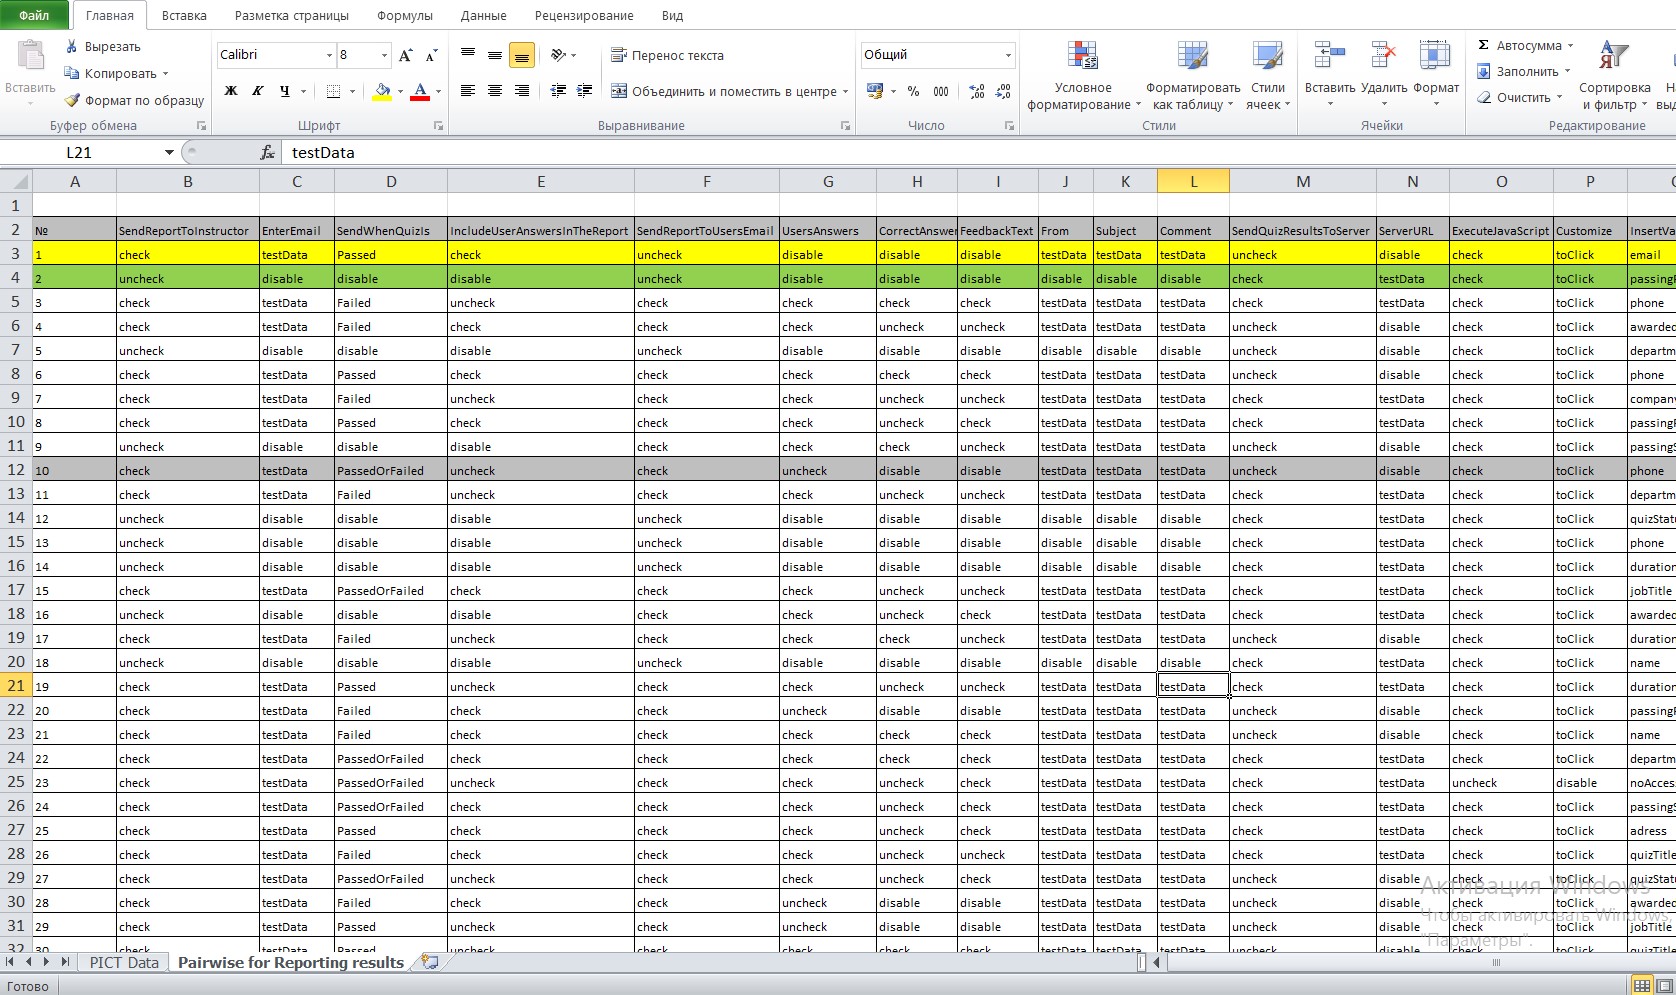 Файл Главная Вставка Разметка страницы Формулы Данные Рецензирование Вид
Вставить Вырезать Копировать Формат по образцу Буфер обмена
Calibri 8 Ж К Ч А Шрифт
Перенос текста Объединить и поместить в центре Выравнивание
Общий % 000 Число
Условное форматирование Форматировать как таблицу Стили ячеек Стили
Вставить Удалить Формат Ячейки
Σ Автосумма Заполнить Очистить Сортировка и фильтр Редактирование
L21 fx testData
A B C D E F G H I J K L M N O P
1
2 № SendReportToInstructor EnterEmail SendWhenQuizIs IncludeUserAnswersInTheReport SendReportToUsersEmail UsersAnswers CorrectAnswer FeedbackText From Subject Comment SendQuizResultsToServer ServerURL ExecuteJavaScript Customize InsertVa
3 1 check testData Passed check uncheck disable disable disable testData testData testData uncheck disable check toClick email
4 2 uncheck disable disable disable uncheck disable disable disable disable disable disable check testData check toClick passing
5 3 check testData Failed uncheck check check check check testData testData testData check testData check toClick phone
6 4 check testData Failed check check check uncheck uncheck testData testData testData uncheck disable check toClick awarded
7 5 uncheck disable disable disable uncheck disable disable disable disable disable disable uncheck disable check toClick departm
8 6 check testData Passed check check check check check testData testData testData uncheck disable check toClick phone
9 7 check testData Failed uncheck check check uncheck uncheck testData testData testData check testData check toClick company
10 8 check testData Passed check check check uncheck check testData testData testData check testData check toClick passing
11 9 uncheck disable disable disable check check check uncheck testData testData testData uncheck disable check toClick passing
12 10 check testData PassedOrFailed uncheck check uncheck disable disable testData testData testData uncheck disable check toClick phone
13 11 check testData Failed uncheck check check uncheck uncheck testData testData testData check testData check toClick departm
14 12 uncheck disable disable disable uncheck disable disable disable disable disable disable check testData check toClick quizStat
15 13 uncheck disable disable disable uncheck disable disable disable disable disable disable check testData check toClick phone
16 14 uncheck disable disable disable uncheck disable disable disable disable disable disable check testData check toClick duration
17 15 check testData PassedOrFailed check check check uncheck uncheck testData testData testData check testData check toClick jobTitle
18 16 uncheck disable disable disable check check uncheck check testData testData testData check testData check toClick awarded
19 17 check testData Failed uncheck check check check uncheck testData testData testData uncheck disable check toClick duration
20 18 uncheck disable disable disable uncheck disable disable disable disable disable disable check testData check toClick name
21 19 check testData Passed uncheck check check uncheck uncheck testData testData testData check testData check toClick duration
22 20 check testData Failed check check uncheck disable disable testData testData testData uncheck disable check toClick passing
23 21 check testData Failed check check check check check testData testData testData uncheck disable check toClick name
24 22 check testData PassedOrFailed check check check check check testData testData testData check testData check toClick departm
25 23 check testData PassedOrFailed uncheck check check uncheck check testData testData testData check testData uncheck disable noAcces
26 24 check testData PassedOrFailed check check check uncheck check testData testData testData check testData check toClick passing
27 25 check testData Passed check check check uncheck check testData testData testData check testData check toClick adress
28 26 check testData Failed check check check uncheck uncheck testData testData testData check testData check toClick quizTitle
29 27 check testData PassedOrFailed uncheck check check uncheck check testData testData testData uncheck disable check toClick quizStat
30 28 check testData Failed check check uncheck disable disable testData testData testData uncheck disable check toClick awarded
31 29 check testData Passed uncheck check uncheck disable disable testData testData testData check testData check toClick jobTitle
32 30 check testData Passed uncheck check check check check testData testData testData uncheck disable check toClick quizTitle
Активация Windows
Чтобы активировать Windows,
"Параметры".
PICT Data Pairwise for Reporting results
Готово